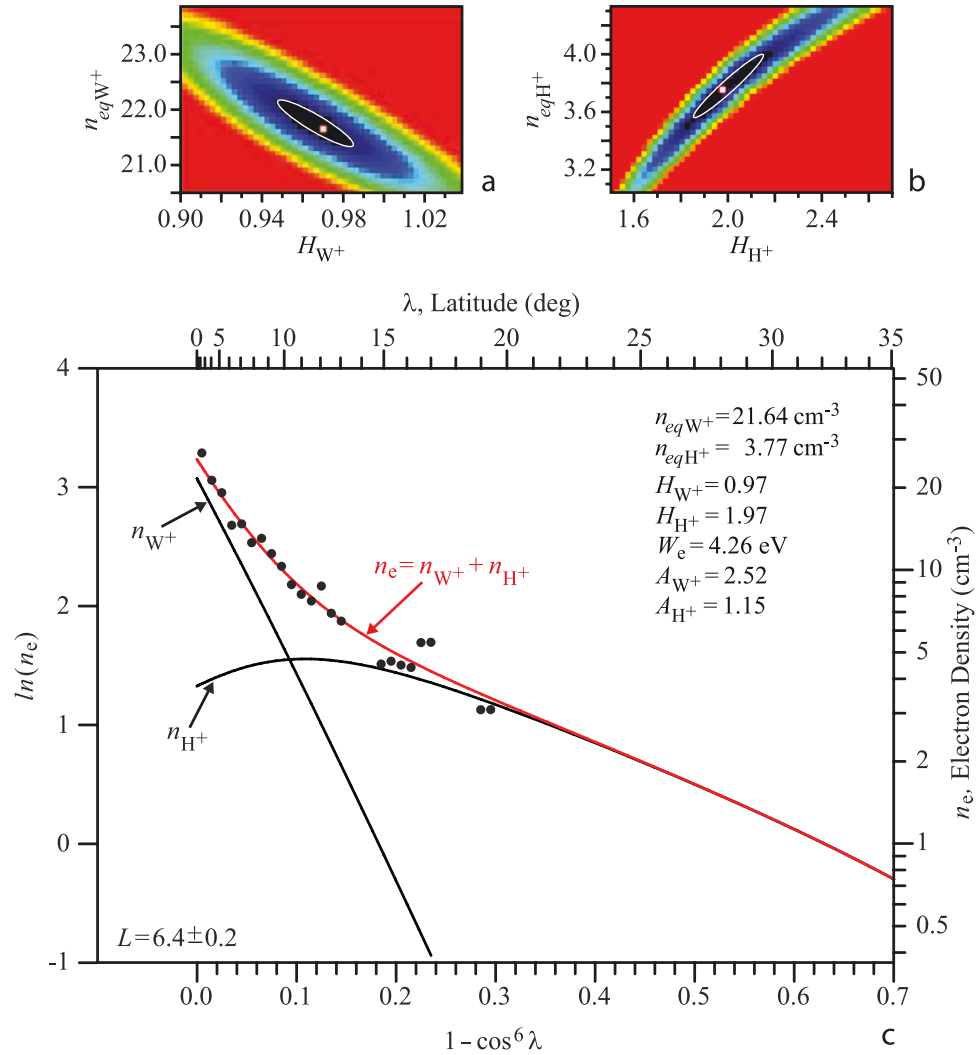 23.0
22.0
21.0
n_eqW+
0.90 0.94 0.98 1.02
H_W+
a
4.0
3.6
3.2
n_eqH+
1.6 2.0 2.4
H_H+
b
λ, Latitude (deg)
0 5 10 15 20 25 30 35
4
3
2
1
0
-1
ln(n_e)
50
20
10
5
2
1
0.5
n_e, Electron Density (cm⁻³)
n_eqW+ = 21.64 cm⁻³
n_eqH+ = 3.77 cm⁻³
H_W+ = 0.97
H_H+ = 1.97
W_e = 4.26 eV
A_W+ = 2.52
A_H+ = 1.15
n_W+
n_e = n_W+ + n_H+
n_H+
L=6.4±0.2
0.0 0.1 0.2 0.3 0.4 0.5 0.6 0.7
1 – cos⁶ λ
c